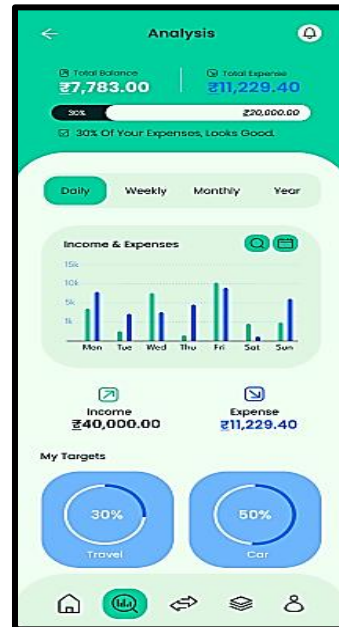 Analysis
Total Balance Total Expense
₹7,783.00 ₹11,229.40
30% ₹20,000.00
30% Of Your Expenses, Looks Good.
Daily Weekly Monthly Year
Income & Expenses
15k
10k
5k
1k
Mon Tue Wed Thu Fri Sat Sun
Income Expense
₹40,000.00 ₹11,229.40
My Targets
30% 50%
Travel Car